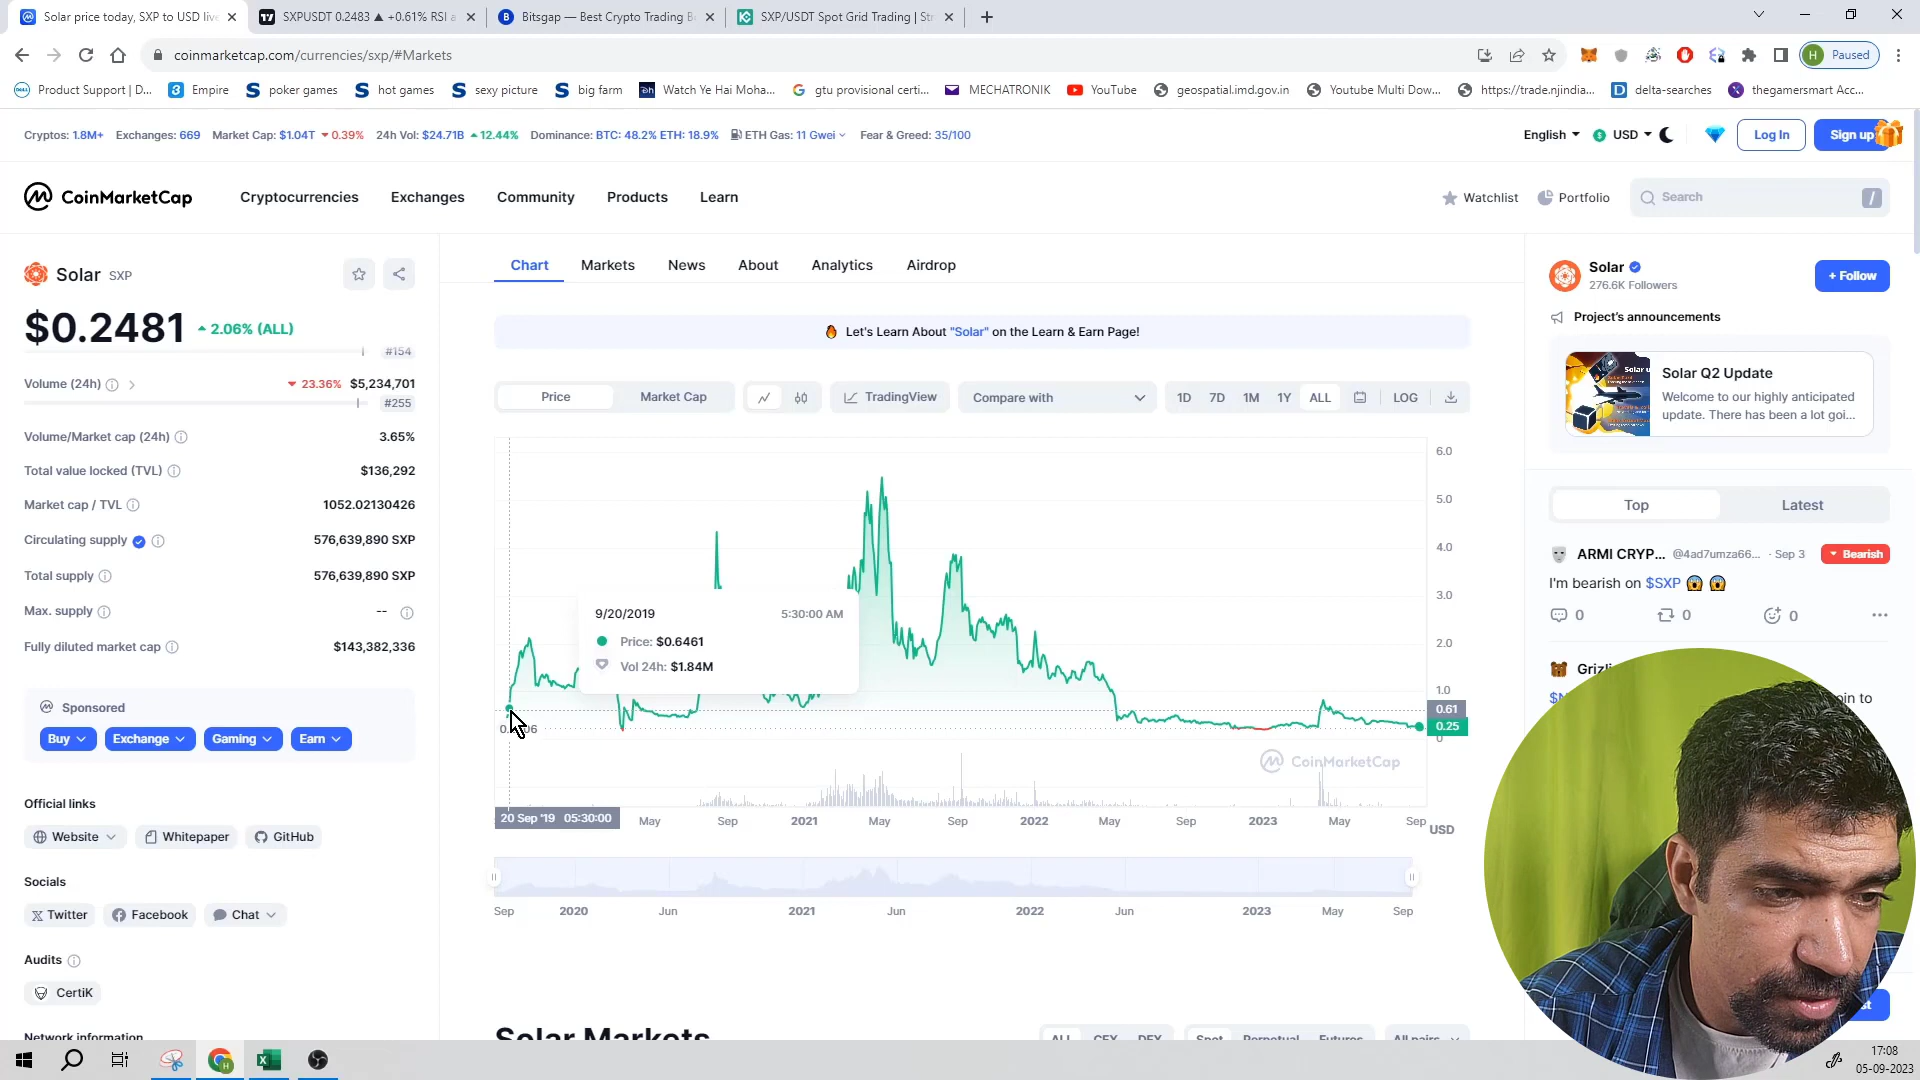 Solar price today, SXP to USD live
SXPUSDT 0.2483 ▲ +0.61% RSI a
Bitsgap — Best Crypto Trading B
SXP/USDT Spot Grid Trading | Str
coinmarketcap.com/currencies/sxp/#Markets
H Paused
Product Support | D...
Empire
poker games
hot games
sexy picture
big farm
Watch Ye Hai Moha...
gtu provisional certi...
MECHATRONIK
YouTube
geospatial.imd.gov.in
Youtube Multi Dow...
https://trade.njindia...
delta-searches
thegamersmart Acc...
Cryptos: 1.8M+ Exchanges: 669 Market Cap: $1.04T 0.39% 24h Vol: $24.71B 12.44% Dominance: BTC: 48.2% ETH: 18.9% ETH Gas: 11 Gwei Fear & Greed: 35/100
English USD Log In Sign up
CoinMarketCap
Cryptocurrencies Exchanges Community Products Learn
Watchlist Portfolio Search /
Solar SXP
$0.2481 2.06% (ALL)
#154
Volume (24h) 23.36% $5,234,701
#255
Volume/Market cap (24h) 3.65%
Total value locked (TVL) $136,292
Market cap / TVL 1052.02130426
Circulating supply 576,639,890 SXP
Total supply 576,639,890 SXP
Max. supply --
Fully diluted market cap $143,382,336
Sponsored
Buy Exchange Gaming Earn
Official links
Website Whitepaper GitHub
Socials
Twitter Facebook Chat
Audits
CertiK
Network information
Chart Markets News About Analytics Airdrop
Let's Learn About "Solar" on the Learn & Earn Page!
Price Market Cap TradingView Compare with 1D 7D 1M 1Y ALL LOG
6.0
5.0
4.0
3.0
2.0
1.0
0.61
0.25
0
9/20/2019 5:30:00 AM
Price: $0.6461
Vol 24h: $1.84M
CoinMarketCap
20 Sep '19 05:30:00 May Sep 2021 May Sep 2022 May Sep 2023 May Sep
USD
Sep 2020 Jun 2021 Jun 2022 Jun 2023 May Sep
Solar Markets
ALL CEX DEX Spot Perpetual Futures All pairs
Solar
276.6K Followers
+ Follow
Project's announcements
Solar Q2 Update
Welcome to our highly anticipated
update. There has been a lot goi...
Top Latest
ARMI CRYP... @4ad7umza66... · Sep 3 Bearish
I'm bearish on $SXP
0 0 0
17:08
05-09-2023